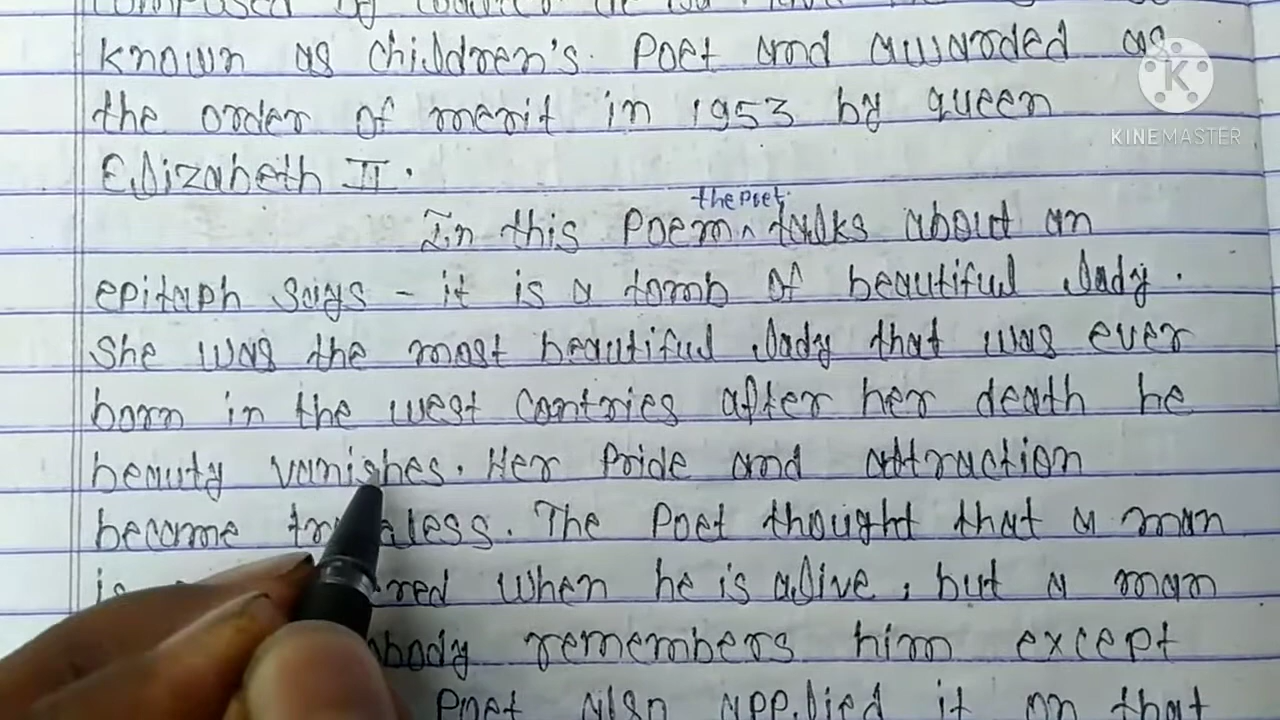 composed by
known as children's. Poet and awarded as
the order of merit in 1953 by queen
Elizabeth II.
the poet.
In this Poem ^ talks about an
epitaph says - it is a tomb of beautiful lady.
She was the most beautiful lady that was ever
born in the west contries after her death he
beauty vanishes. Her Pride and attraction
become less. The Poet thought that a man
is when he is alive, but a man
remembers him except
Poet also applied it on that
K
KINEMASTER